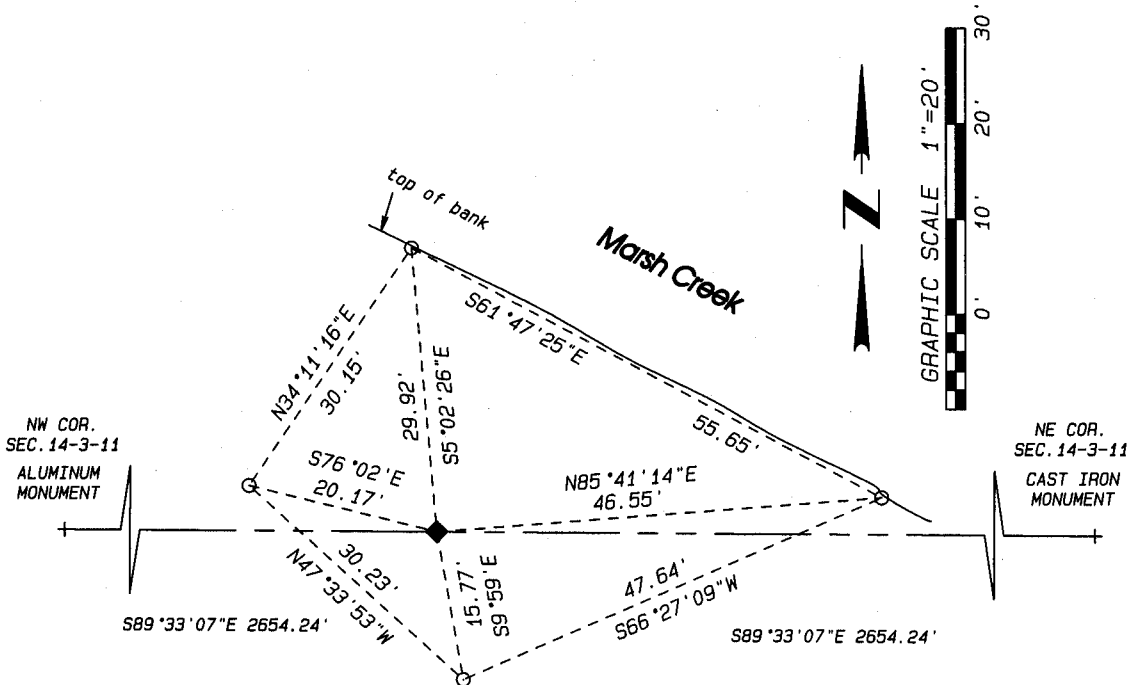 30'
20'
10'
0'
GRAPHIC SCALE 1"=20'
Z
top of bank
Marsh Creek
S61°47'25"E
55.65'
N34°11'16"E
30.15'
S5°02'26"E
29.92'
NW COR.
SEC.14-3-11
ALUMINUM
MONUMENT
NE COR.
SEC.14-3-11
CAST IRON
MONUMENT
S76°02'E
20.17'
N85°41'14"E
46.55'
30.23'
N47°33'53"W
15.77'
S9°59'E
47.64'
S66°27'09"W
S89°33'07"E 2654.24'
S89°33'07"E 2654.24'